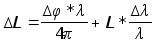 ΔL = Δφ * λ / 4π + L * Δλ / λ